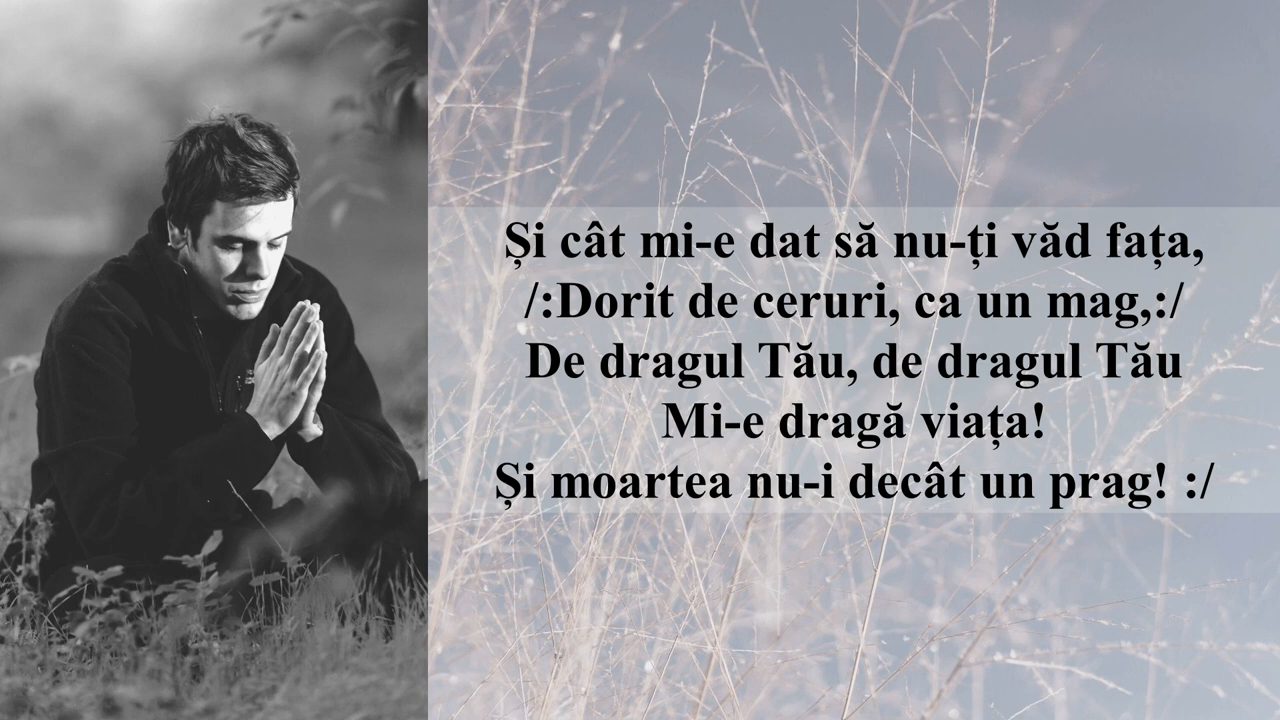 Și cât mi-e dat să nu-ți văd fața,
/:Dorit de ceruri, ca un mag,:/
De dragul Tău, de dragul Tău
Mi-e dragă viața!
Și moartea nu-i decât un prag! :/